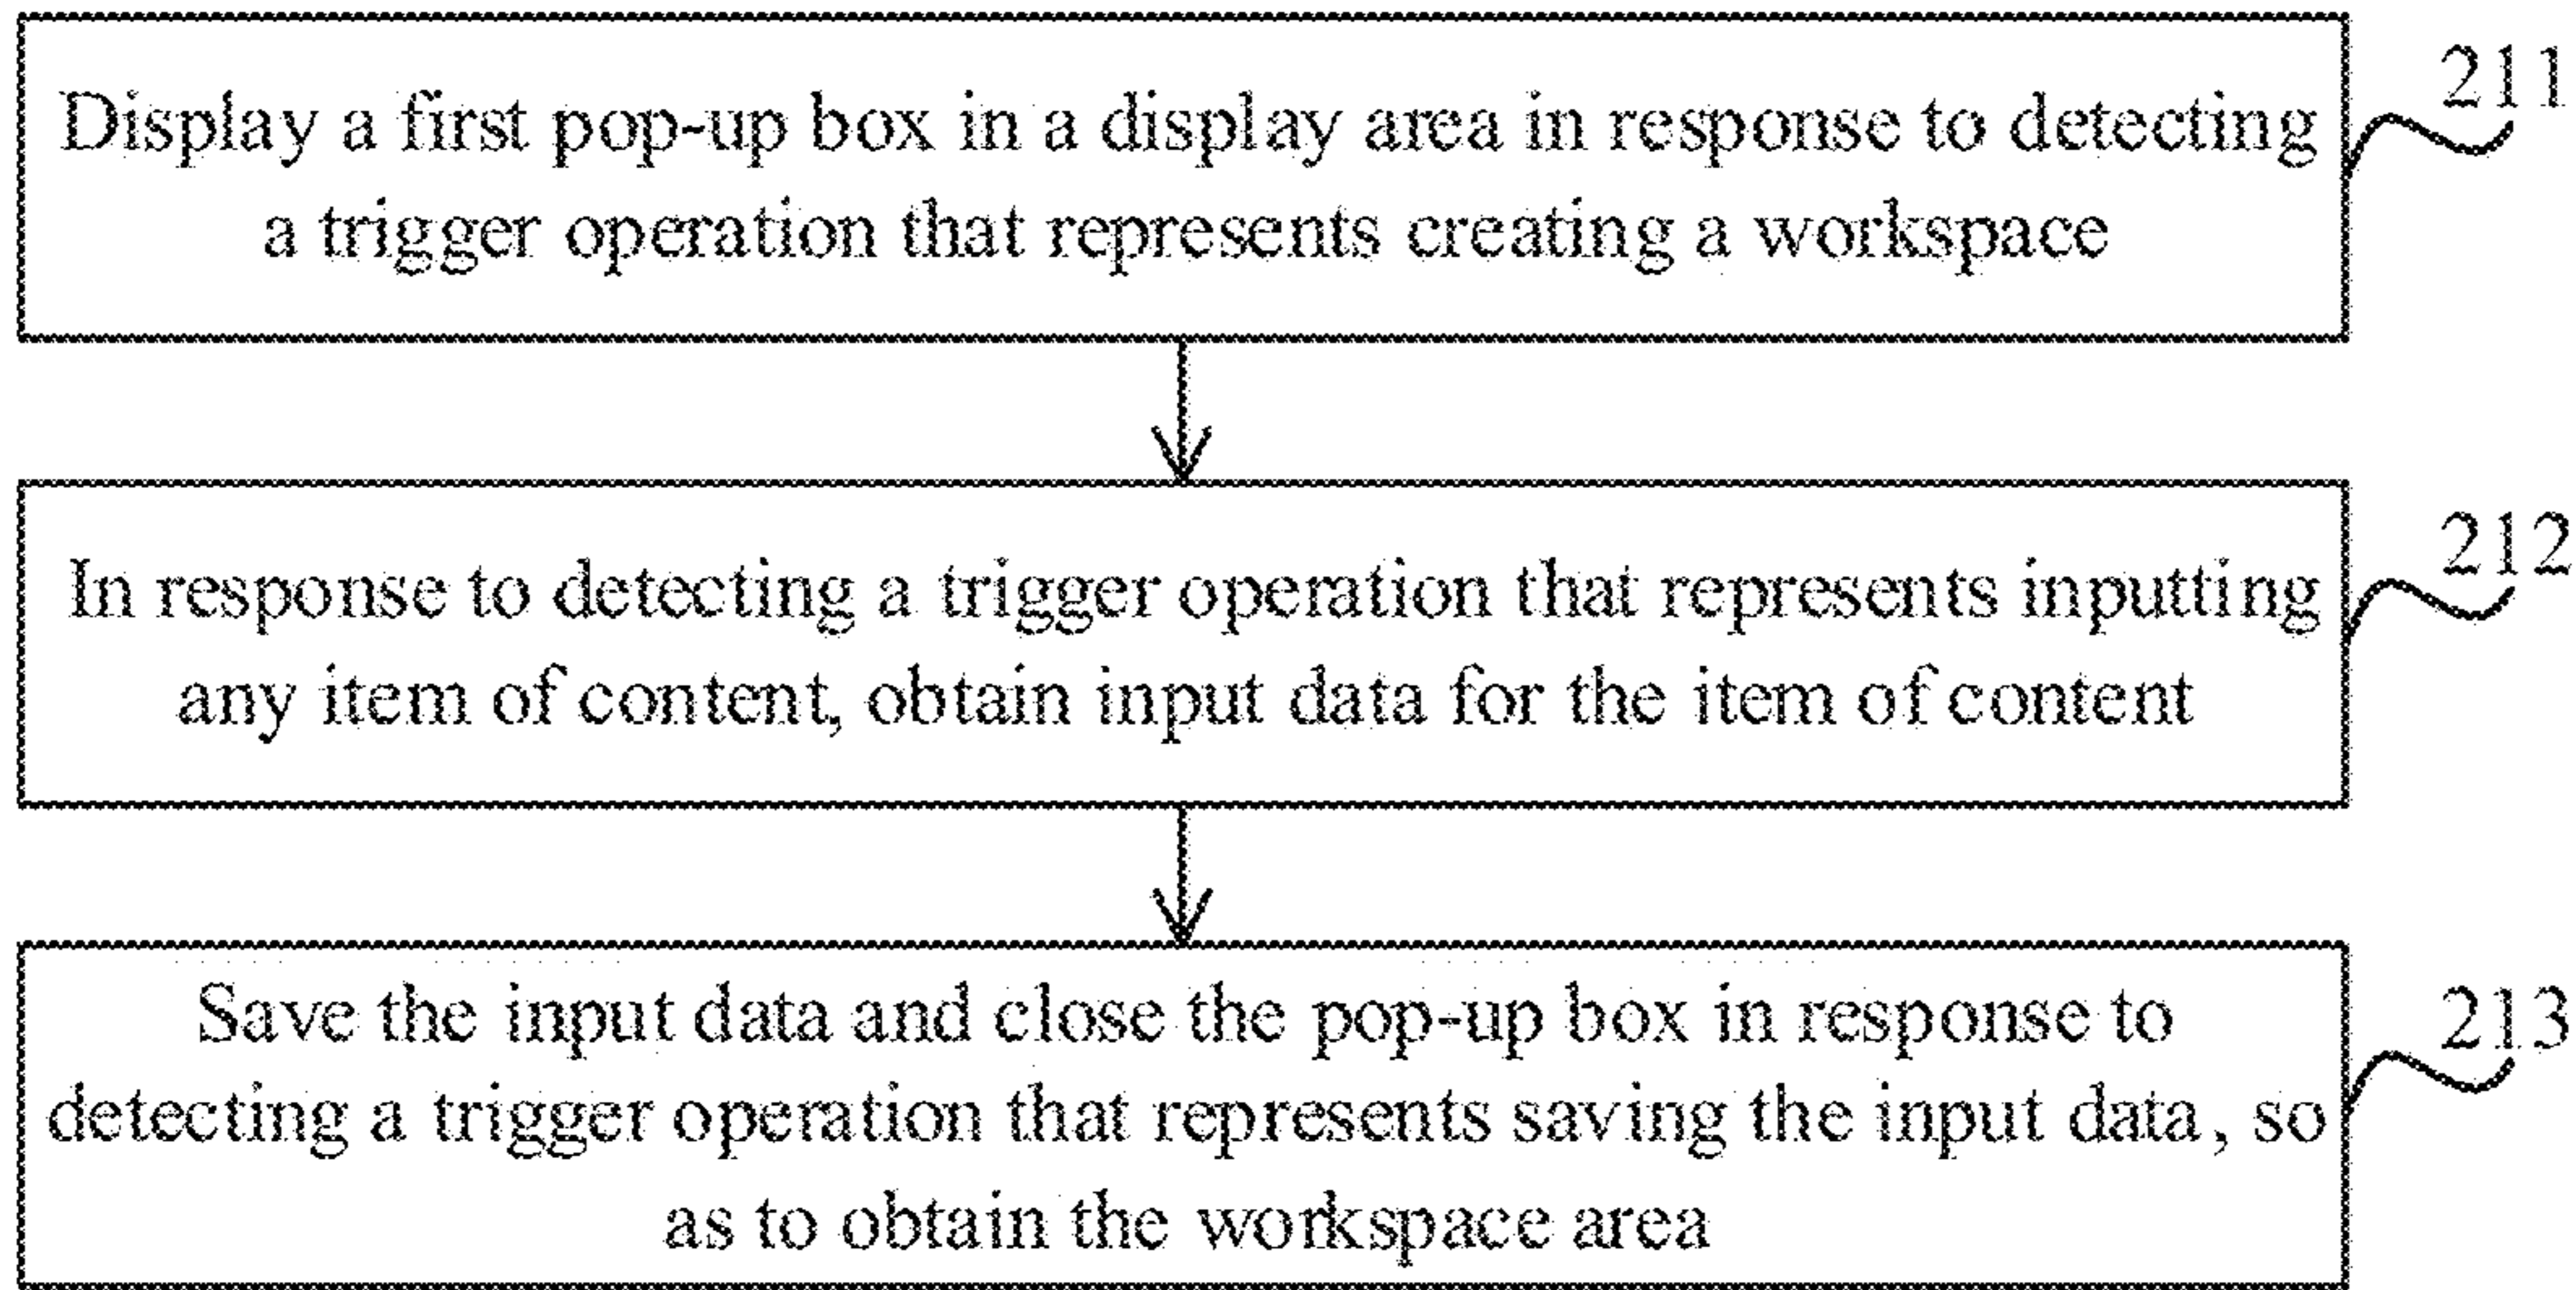 Display a first pop-up box in a display area in response to detecting
a trigger operation that represents creating a workspace
211
In response to detecting a trigger operation that represents inputting
any item of content, obtain input data for the item of content
212
Save the input data and close the pop-up box in response to
detecting a trigger operation that represents saving the input data, so
as to obtain the workspace area
213